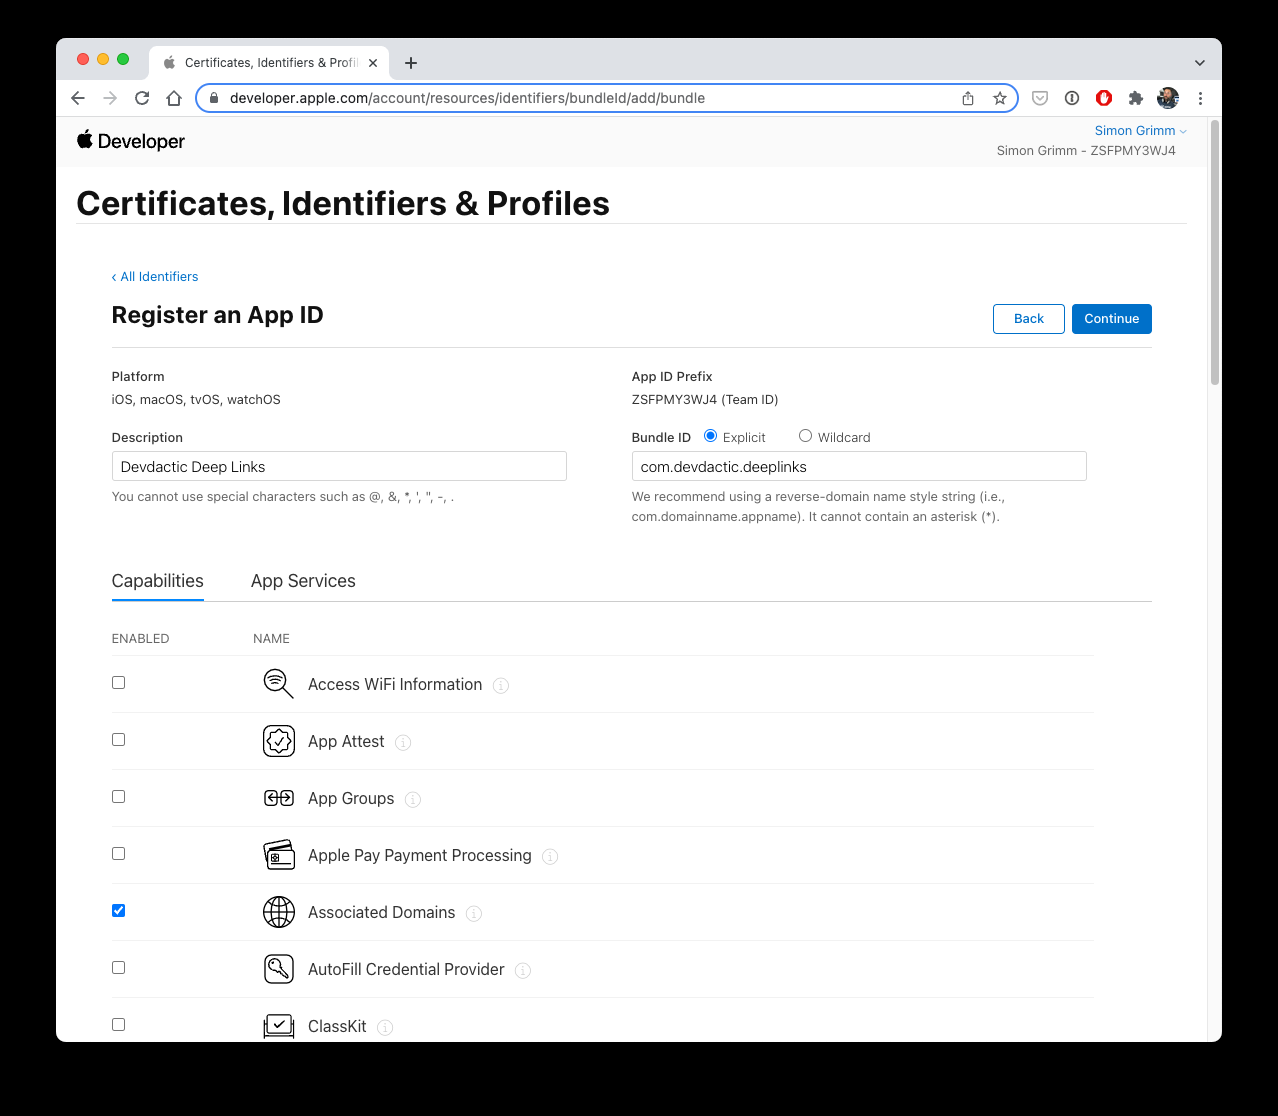 Certificates, Identifiers & Profil
developer.apple.com/account/resources/identifiers/bundleId/add/bundle
Developer
Simon Grimm
Simon Grimm - ZSFPMY3WJ4
Certificates, Identifiers & Profiles
‹ All Identifiers
Register an App ID
Back
Continue
Platform
iOS, macOS, tvOS, watchOS
App ID Prefix
ZSFPMY3WJ4 (Team ID)
Description
Devdactic Deep Links
You cannot use special characters such as @, &, *, ', ", -, .
Bundle ID Explicit Wildcard
com.devdactic.deeplinks
We recommend using a reverse-domain name style string (i.e.,
com.domainname.appname). It cannot contain an asterisk (*).
Capabilities App Services
ENABLED NAME
Access WiFi Information
App Attest
App Groups
Apple Pay Payment Processing
Associated Domains
AutoFill Credential Provider
ClassKit